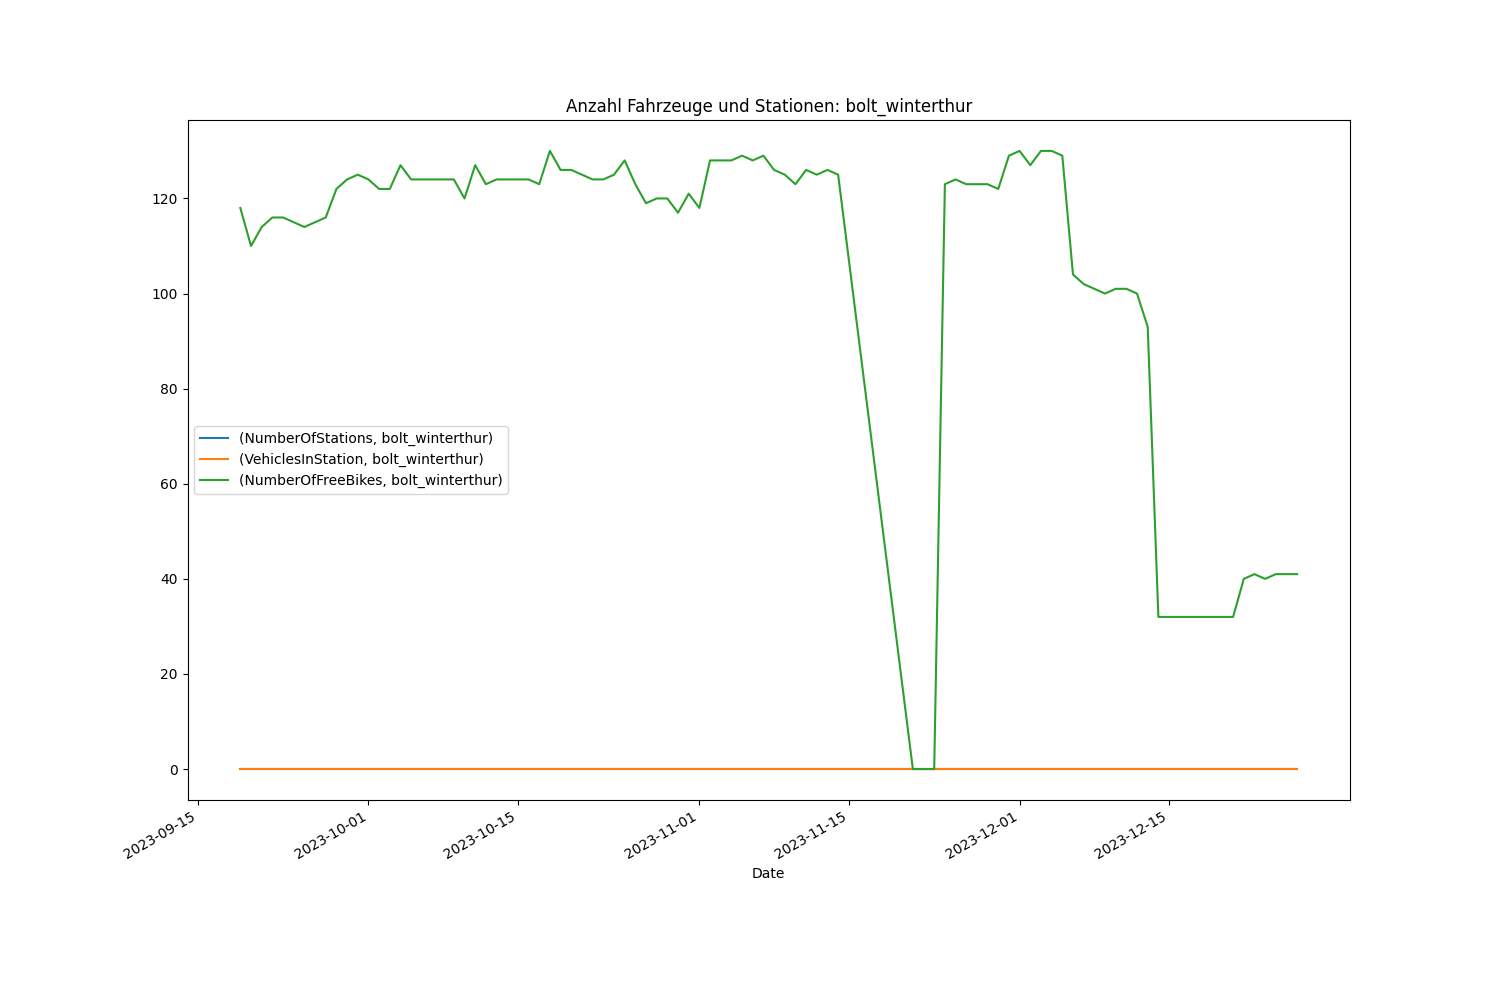 Anzahl Fahrzeuge und Stationen: bolt_winterthur
120
100
80
60
40
20
0
(NumberOfStations, bolt_winterthur)
(VehiclesInStation, bolt_winterthur)
(NumberOfFreeBikes, bolt_winterthur)
2023-09-15
2023-10-01
2023-10-15
2023-11-01
2023-11-15
2023-12-01
2023-12-15
Date